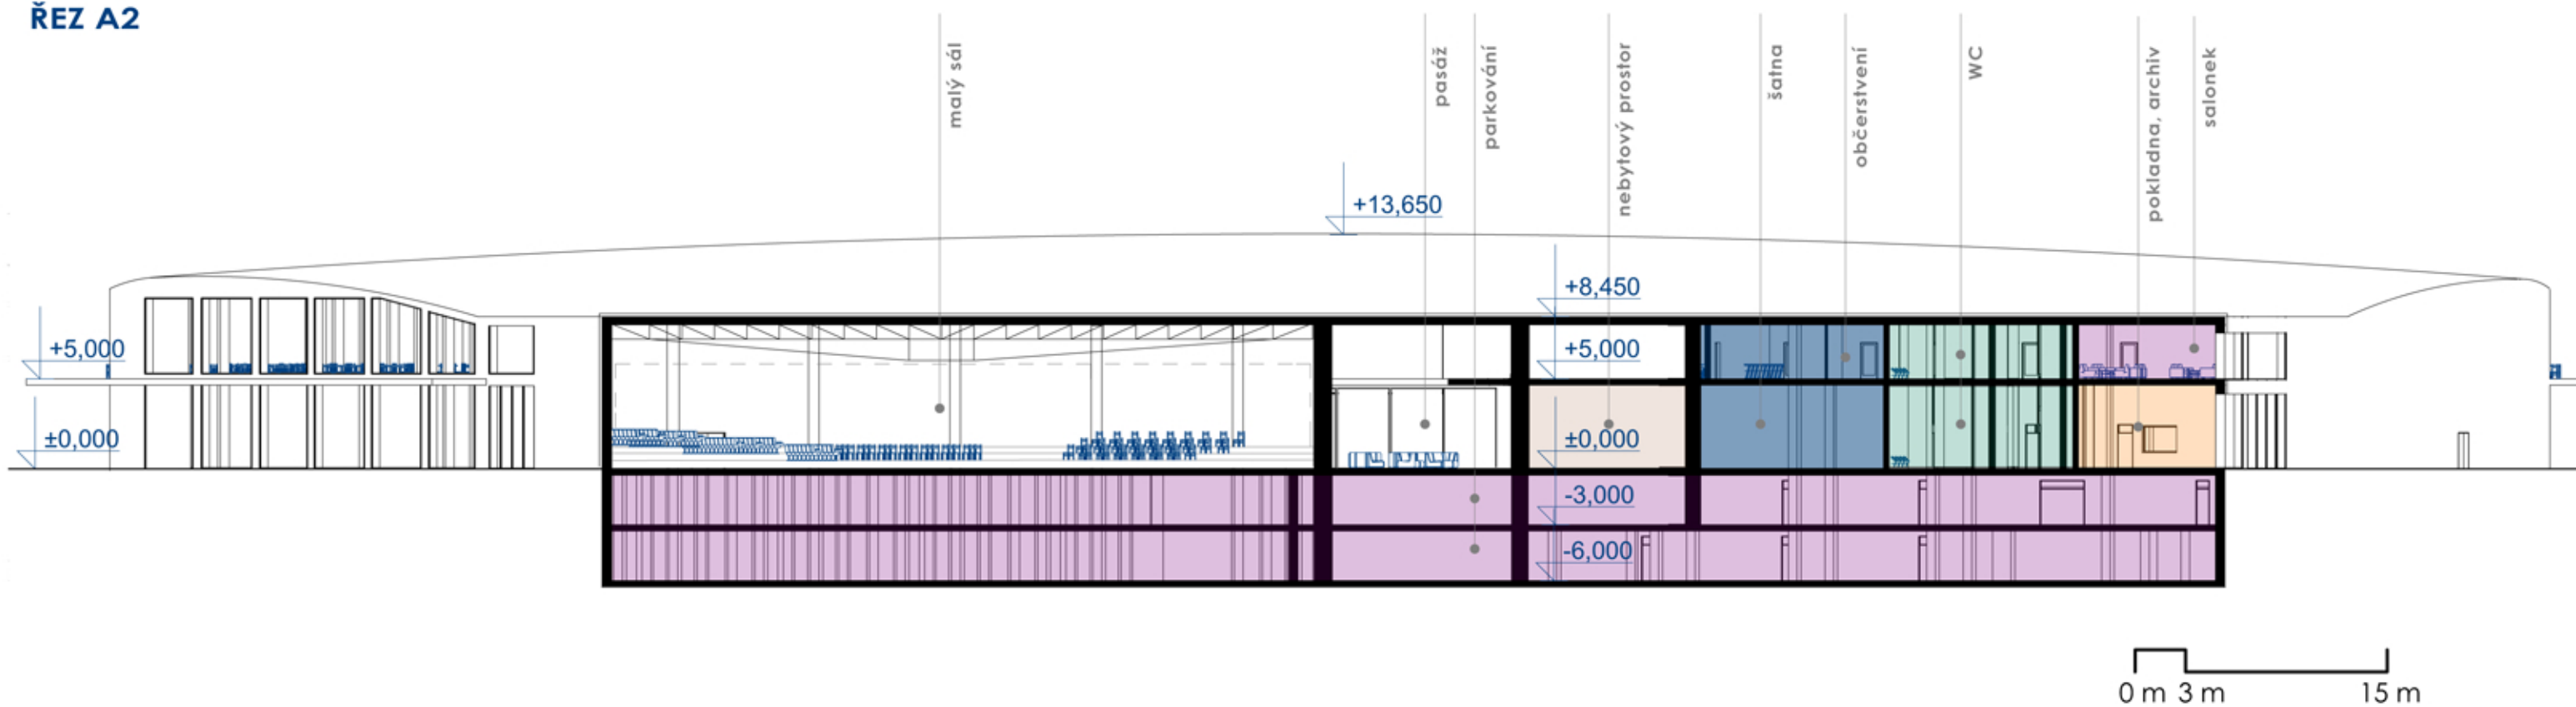 ŘEZ A2
malý sál
pasáž
parkování
nebytový prostor
šatna
občerstvení
WC
pokladna, archiv
salonek
+13,650
+8,450
+5,000
+5,000
±0,000
±0,000
-3,000
-6,000
0 m 3 m 15 m